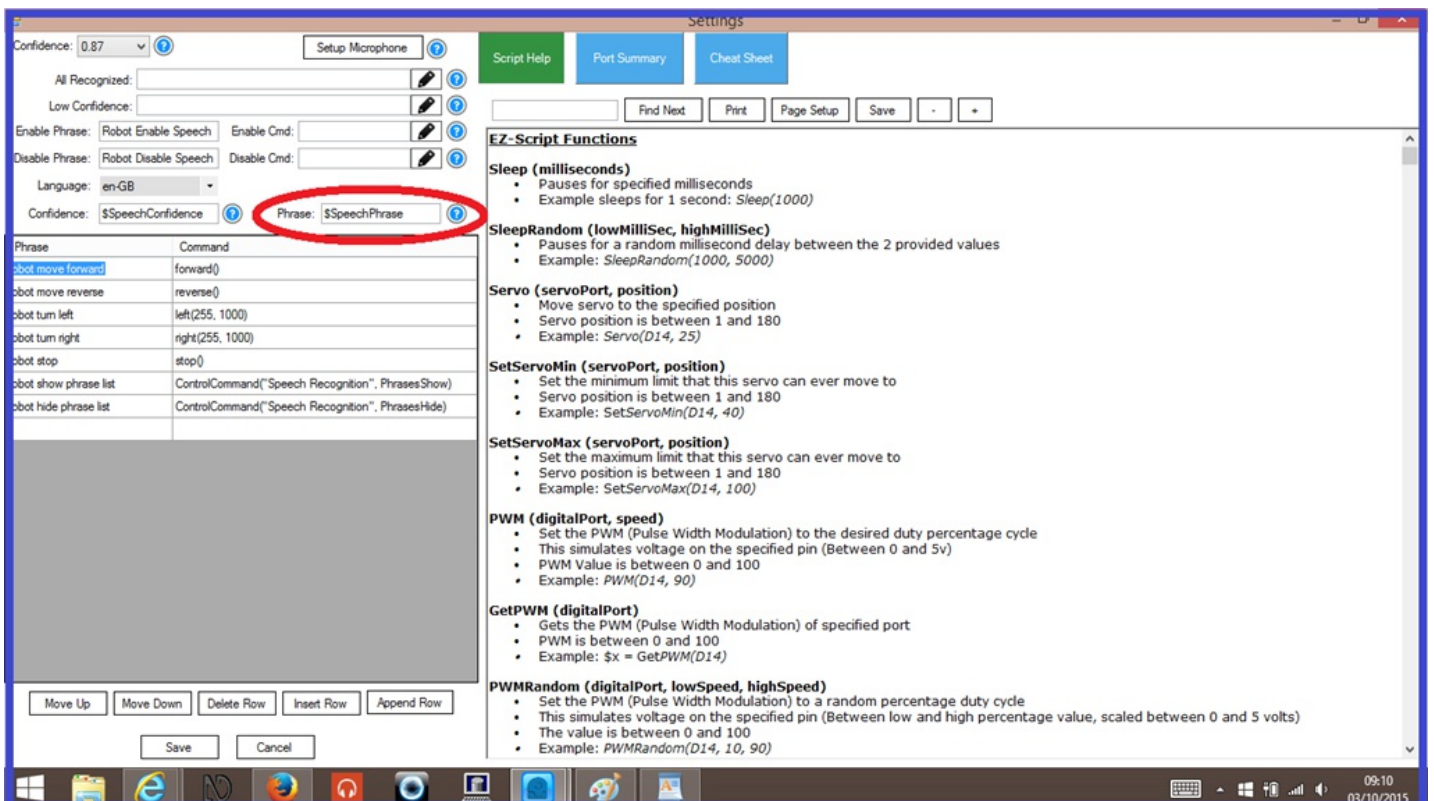 Settings
Confidence: 0.87
Setup Microphone
All Recognized:
Low Confidence:
Enable Phrase: Robot Enable Speech Enable Cmd:
Disable Phrase: Robot Disable Speech Disable Cmd:
Language: en-GB
Confidence: $SpeechConfidence Phrase: $SpeechPhrase
Phrase Command
obot move forward forward()
obot move reverse reverse()
obot turn left left(255, 1000)
obot turn right right(255, 1000)
obot stop stop()
obot show phrase list ControlCommand("Speech Recognition", PhrasesShow)
obot hide phrase list ControlCommand("Speech Recognition", PhrasesHide)
Move Up Move Down Delete Row Insert Row Append Row
Save Cancel
Script Help Port Summary Cheat Sheet
Find Next Print Page Setup Save - +
EZ-Script Functions
Sleep (milliseconds)
• Pauses for specified milliseconds
• Example sleeps for 1 second: Sleep(1000)
SleepRandom (lowMilliSec, highMilliSec)
• Pauses for a random millisecond delay between the 2 provided values
• Example: SleepRandom(1000, 5000)
Servo (servoPort, position)
• Move servo to the specified position
• Servo position is between 1 and 180
• Example: Servo(D14, 25)
SetServoMin (servoPort, position)
• Set the minimum limit that this servo can ever move to
• Servo position is between 1 and 180
• Example: SetServoMin(D14, 40)
SetServoMax (servoPort, position)
• Set the maximum limit that this servo can ever move to
• Servo position is between 1 and 180
• Example: SetServoMax(D14, 100)
PWM (digitalPort, speed)
• Set the PWM (Pulse Width Modulation) to the desired duty percentage cycle
• This simulates voltage on the specified pin (Between 0 and 5v)
• PWM Value is between 0 and 100
• Example: PWM(D14, 90)
GetPWM (digitalPort)
• Gets the PWM (Pulse Width Modulation) of specified port
• PWM is between 0 and 100
• Example: $x = GetPWM(D14)
PWMRandom (digitalPort, lowSpeed, highSpeed)
• Set the PWM (Pulse Width Modulation) to a random percentage duty cycle
• This simulates voltage on the specified pin (Between low and high percentage value, scaled between 0 and 5 volts)
• The value is between 0 and 100
• Example: PWMRandom(D14, 10, 90)
09:10
03/10/2015